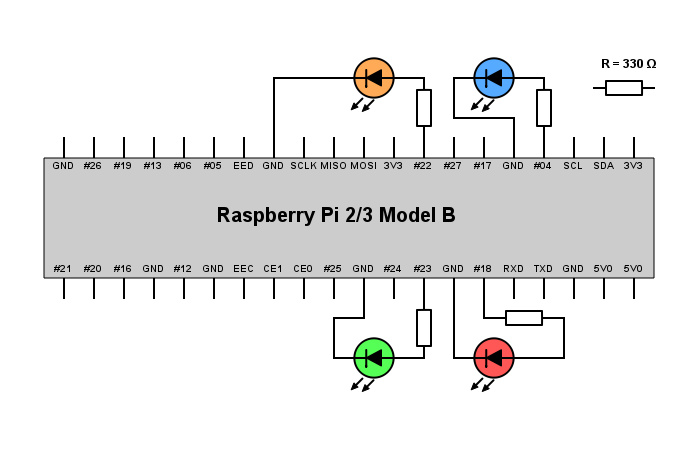 R = 330 Ω
GND #26 #19 #13 #06 #05 EED GND SCLK MISO MOSI 3V3 #22 #27 #17 GND #04 SCL SDA 3V3
Raspberry Pi 2/3 Model B
#21 #20 #16 GND #12 GND EEC CE1 CE0 #25 GND #24 #23 GND #18 RXD TXD GND 5V0 5V0